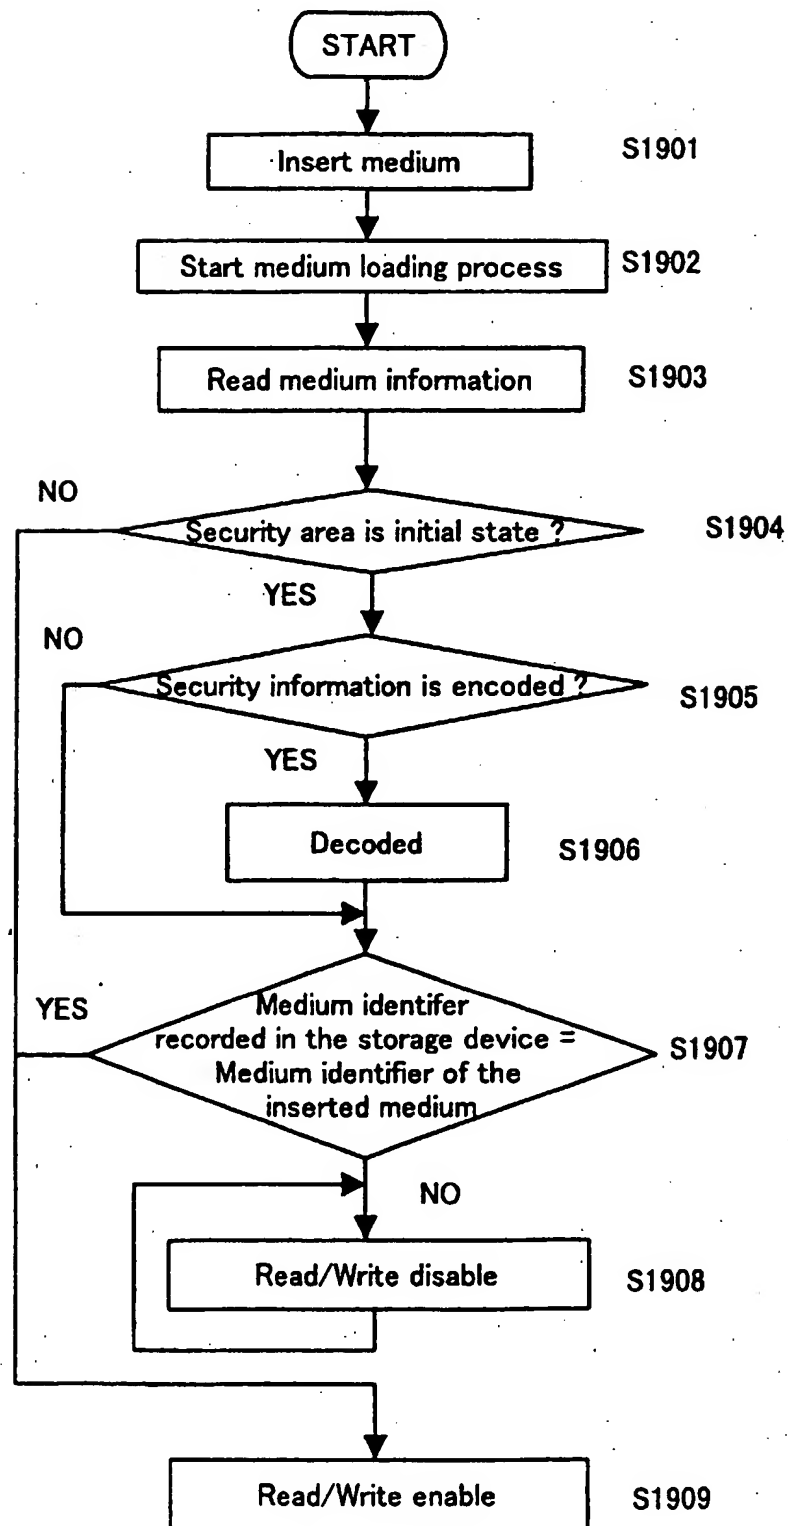 START
Insert medium
S1901
Start medium loading process
S1902
Read medium information
S1903
NO
Security area is initial state ?
S1904
YES
NO
Security information is encoded ?
S1905
YES
Decoded
S1906
YES
Medium identifer
recorded in the storage device =
Medium identifier of the
inserted medium
S1907
NO
Read/Write disable
S1908
Read/Write enable
S1909